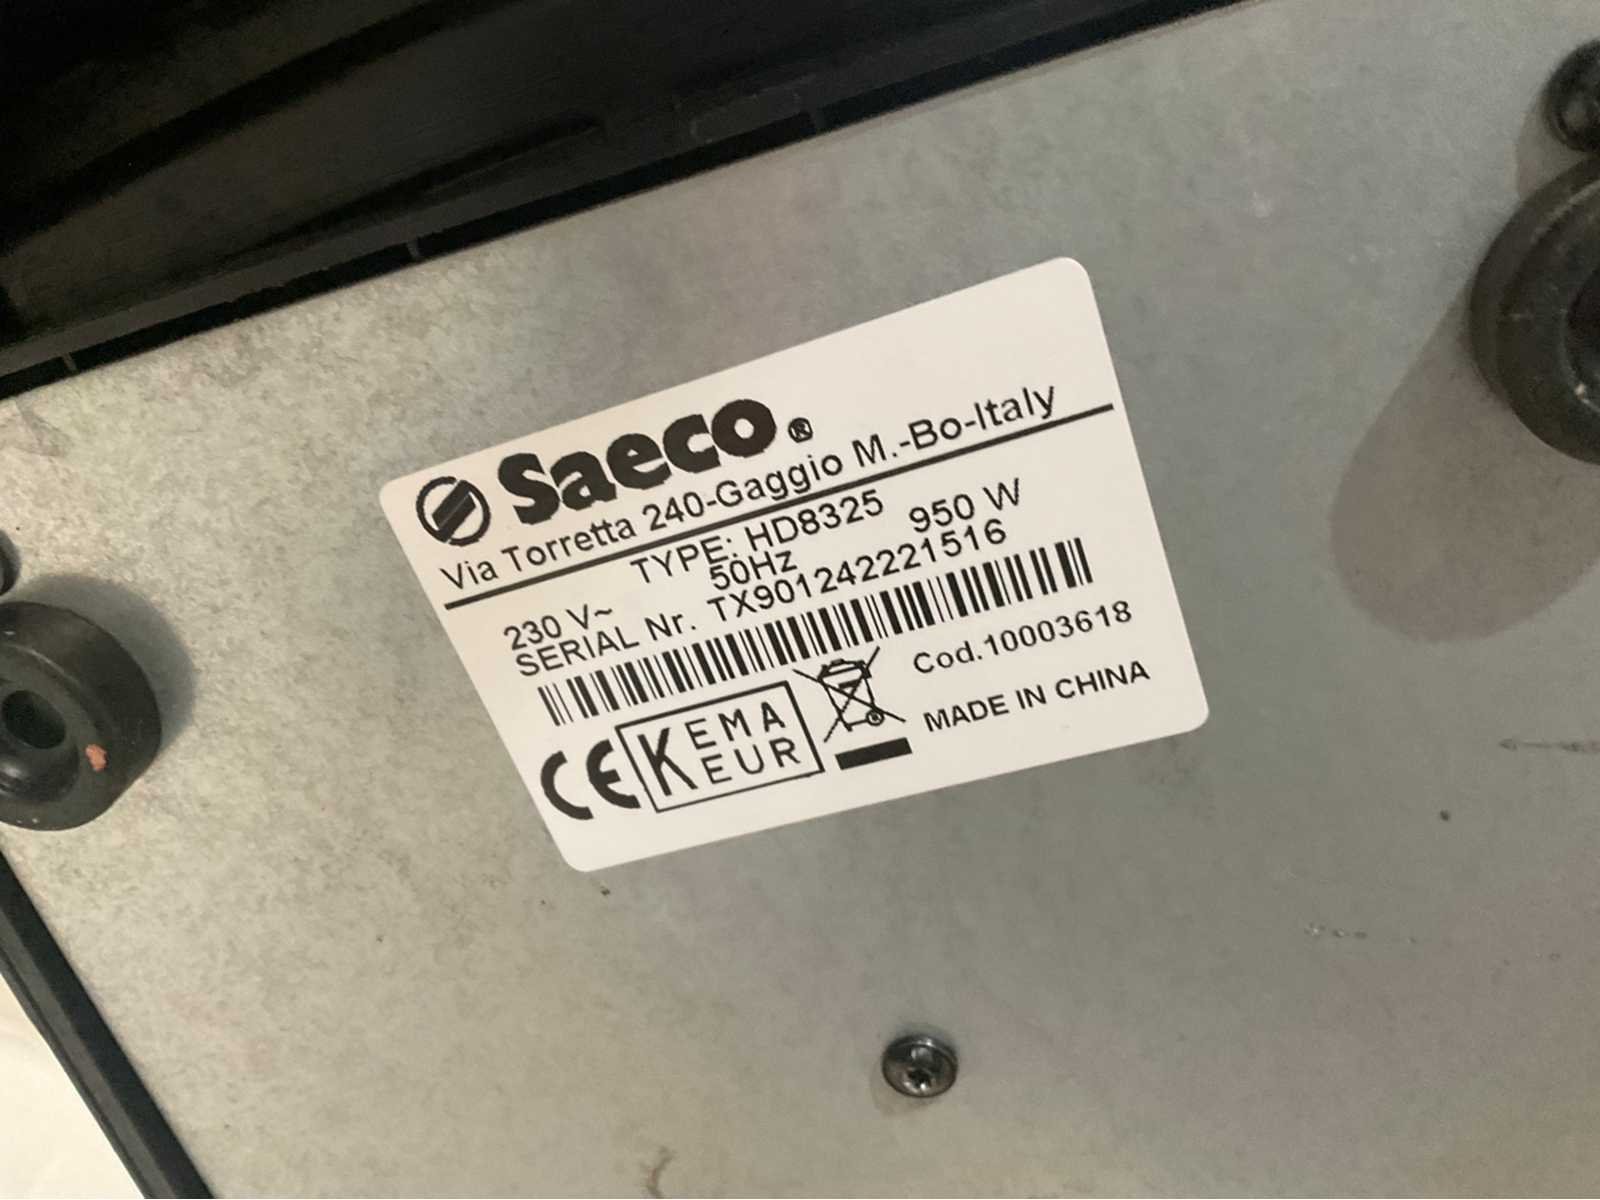 Saeco®
Via Torretta 240-Gaggio M.-Bo-Italy
TYPE: HD8325
230 V~ 50Hz 950 W
SERIAL Nr. TX901242221516
Cod.10003618
CE KEMA EUR
MADE IN CHINA